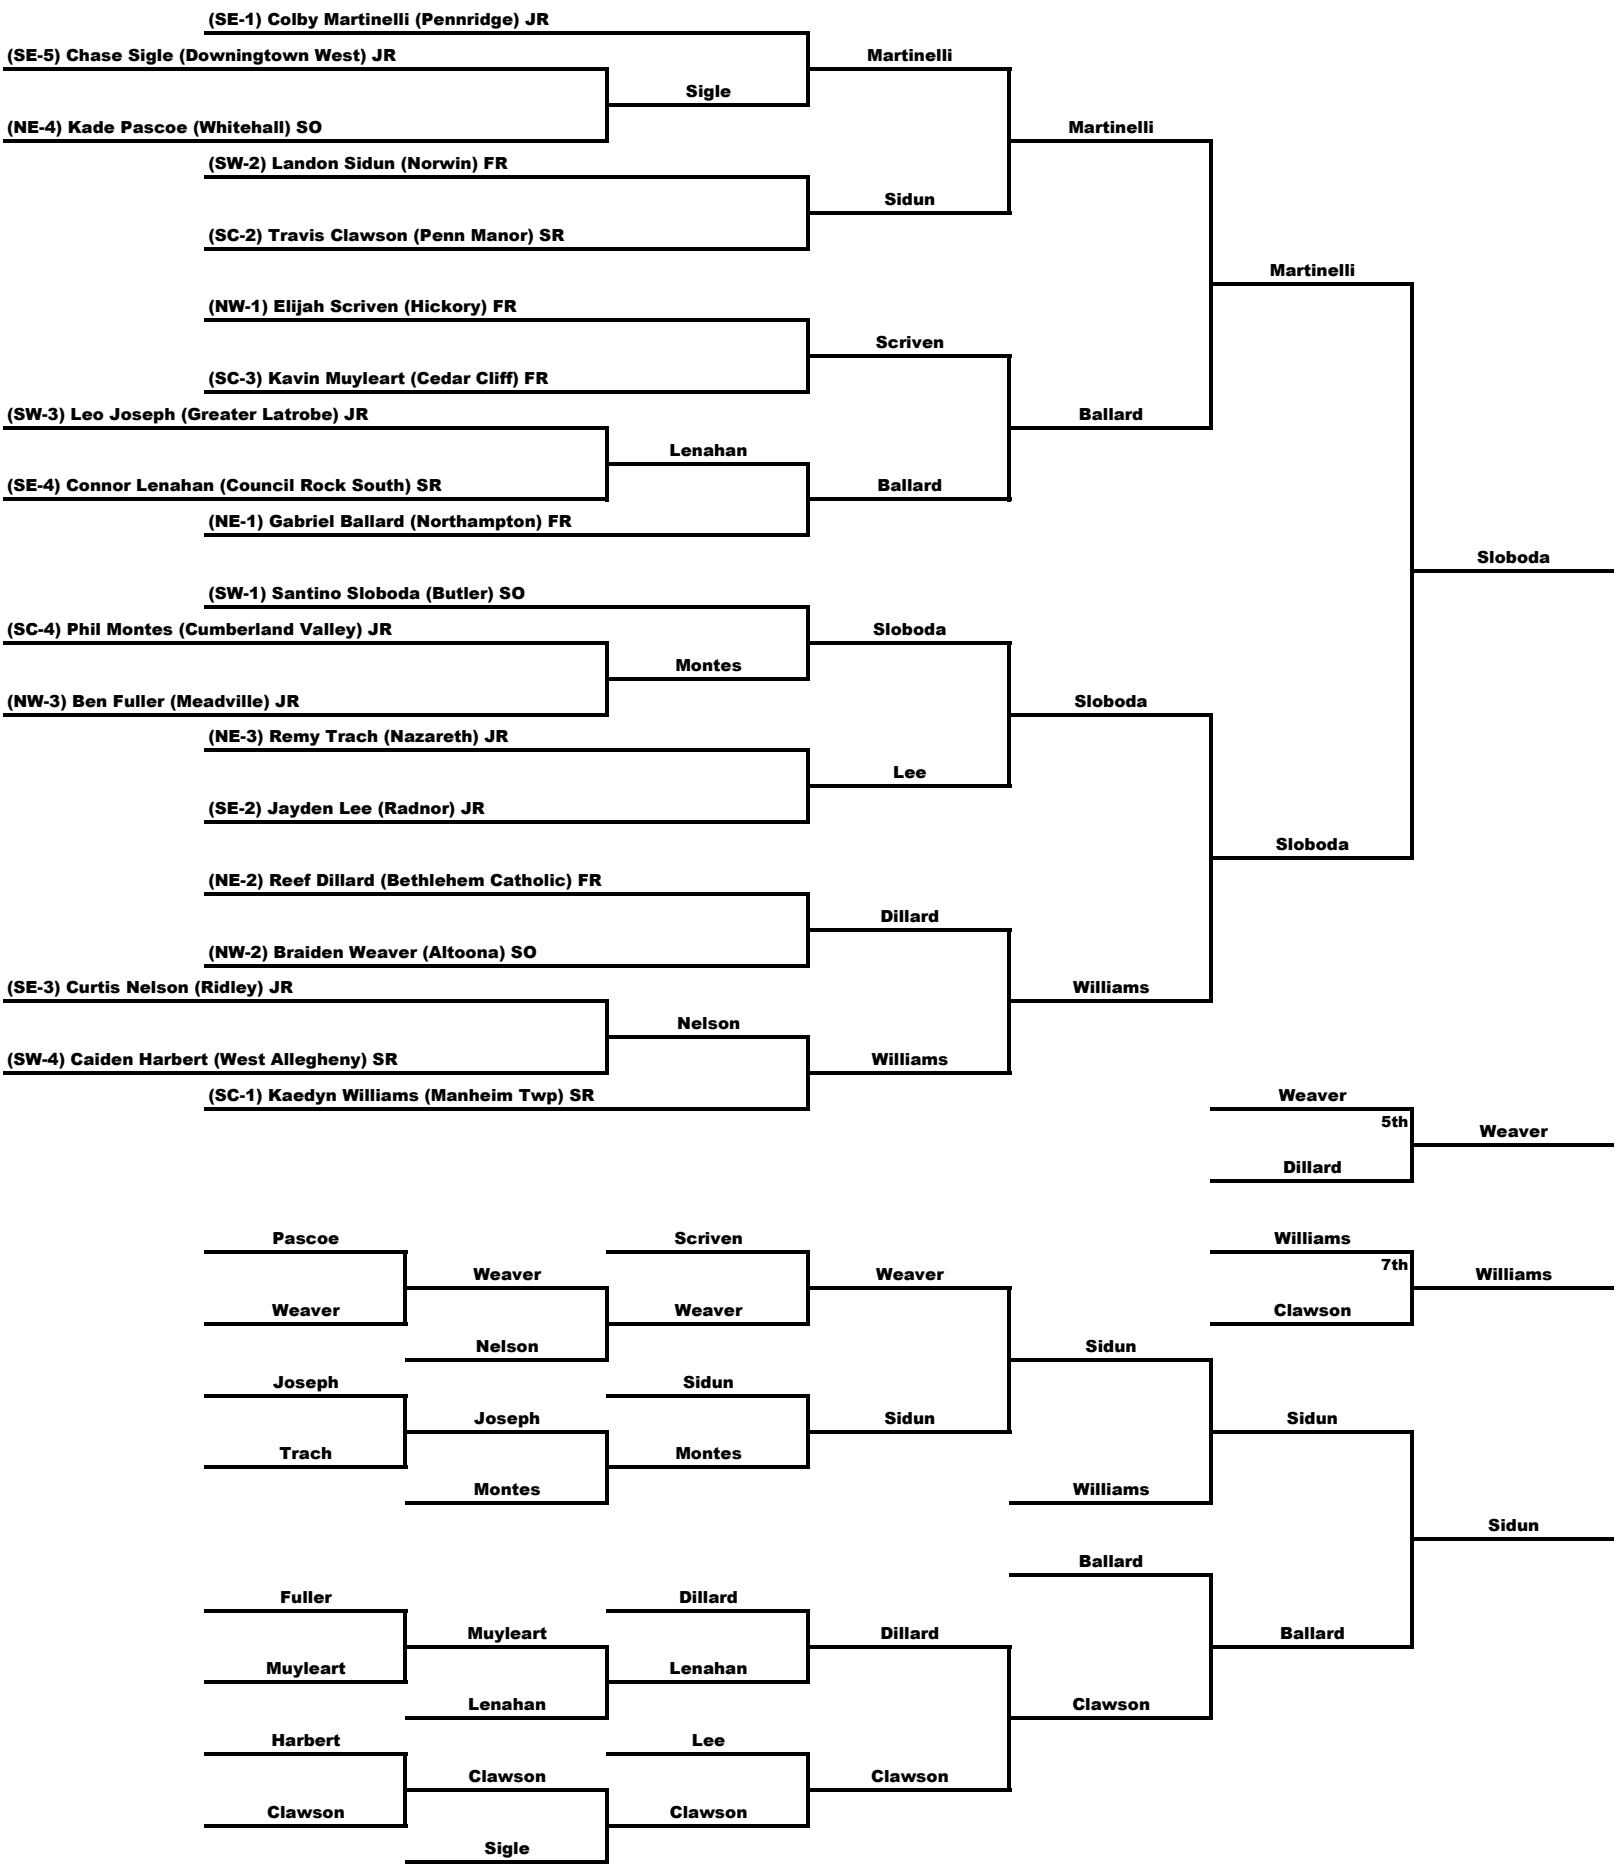 (SE-1) Colby Martinelli (Pennridge) JR
(SE-5) Chase Sigle (Downingtown West) JR
Martinelli
Sigle
(NE-4) Kade Pascoe (Whitehall) SO
Martinelli
(SW-2) Landon Sidun (Norwin) FR
Sidun
(SC-2) Travis Clawson (Penn Manor) SR
Martinelli
(NW-1) Elijah Scriven (Hickory) FR
Scriven
(SC-3) Kavin Muyleart (Cedar Cliff) FR
(SW-3) Leo Joseph (Greater Latrobe) JR
Ballard
Lenahan
(SE-4) Connor Lenahan (Council Rock South) SR
Ballard
(NE-1) Gabriel Ballard (Northampton) FR
Sloboda
(SW-1) Santino Sloboda (Butler) SO
(SC-4) Phil Montes (Cumberland Valley) JR
Sloboda
Montes
(NW-3) Ben Fuller (Meadville) JR
Sloboda
(NE-3) Remy Trach (Nazareth) JR
Lee
(SE-2) Jayden Lee (Radnor) JR
Sloboda
(NE-2) Reef Dillard (Bethlehem Catholic) FR
Dillard
(NW-2) Braiden Weaver (Altoona) SO
(SE-3) Curtis Nelson (Ridley) JR
Williams
Nelson
(SW-4) Caiden Harbert (West Allegheny) SR
Williams
(SC-1) Kaedyn Williams (Manheim Twp) SR
Weaver
5th
Weaver
Dillard
Pascoe
Scriven
Williams
7th
Weaver
Weaver
Williams
Weaver
Weaver
Clawson
Nelson
Sidun
Joseph
Sidun
Joseph
Sidun
Sidun
Trach
Montes
Montes
Williams
Sidun
Ballard
Fuller
Dillard
Muyleart
Dillard
Ballard
Muyleart
Lenahan
Lenahan
Clawson
Harbert
Lee
Clawson
Clawson
Clawson
Clawson
Sigle